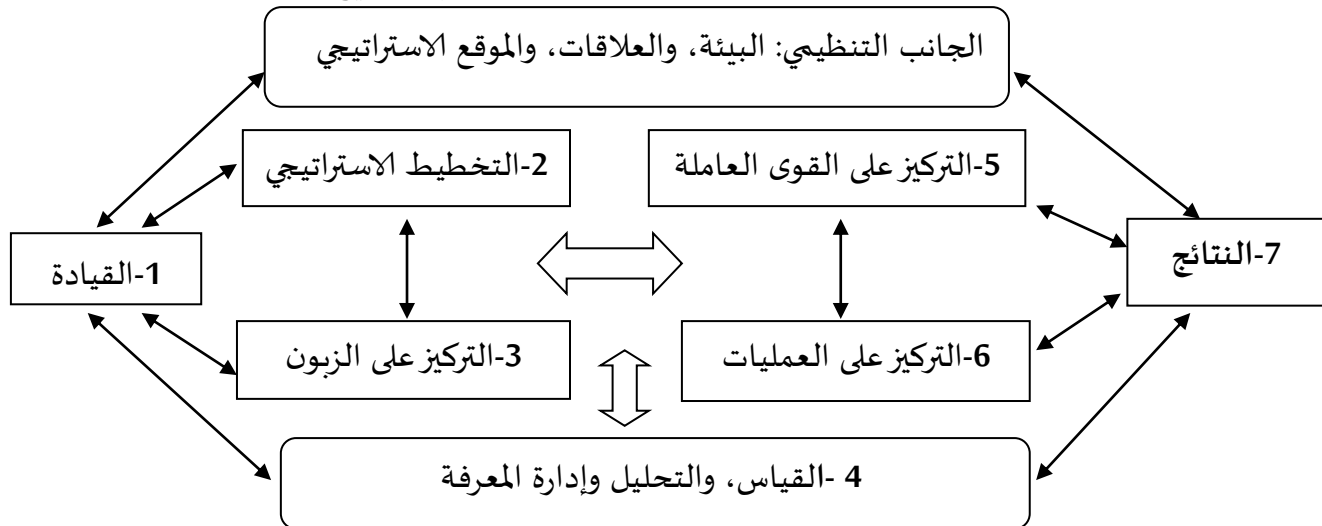 الجانب التنظيمي: البيئة، والعلاقات، والموقع الاستراتيجي
5-التركيز على القوى العاملة
2-التخطيط الاستراتيجي
7-النتائج
1-القيادة
6-التركيز على العمليات
3-التركيز على الزبون
4 -القياس، والتحليل وإدارة المعرفة